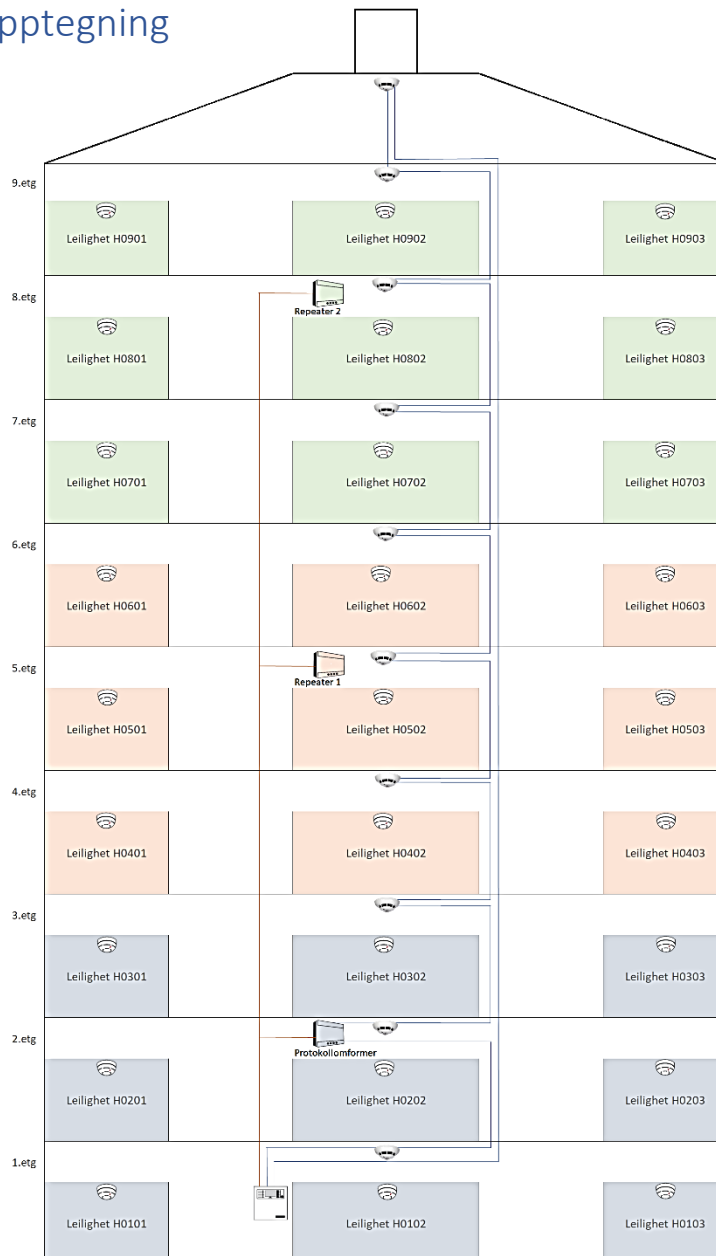 pptegning
9.etg
Leilighet H0901
Leilighet H0902
Leilighet H0903
8.etg
Repeater 2
Leilighet H0801
Leilighet H0802
Leilighet H0803
7.etg
Leilighet H0701
Leilighet H0702
Leilighet H0703
6.etg
Leilighet H0601
Leilighet H0602
Leilighet H0603
5.etg
Repeater 1
Leilighet H0501
Leilighet H0502
Leilighet H0503
4.etg
Leilighet H0401
Leilighet H0402
Leilighet H0403
3.etg
Leilighet H0301
Leilighet H0302
Leilighet H0303
2.etg
Protokollomformer
Leilighet H0201
Leilighet H0202
Leilighet H0203
1.etg
Leilighet H0101
Leilighet H0102
Leilighet H0103